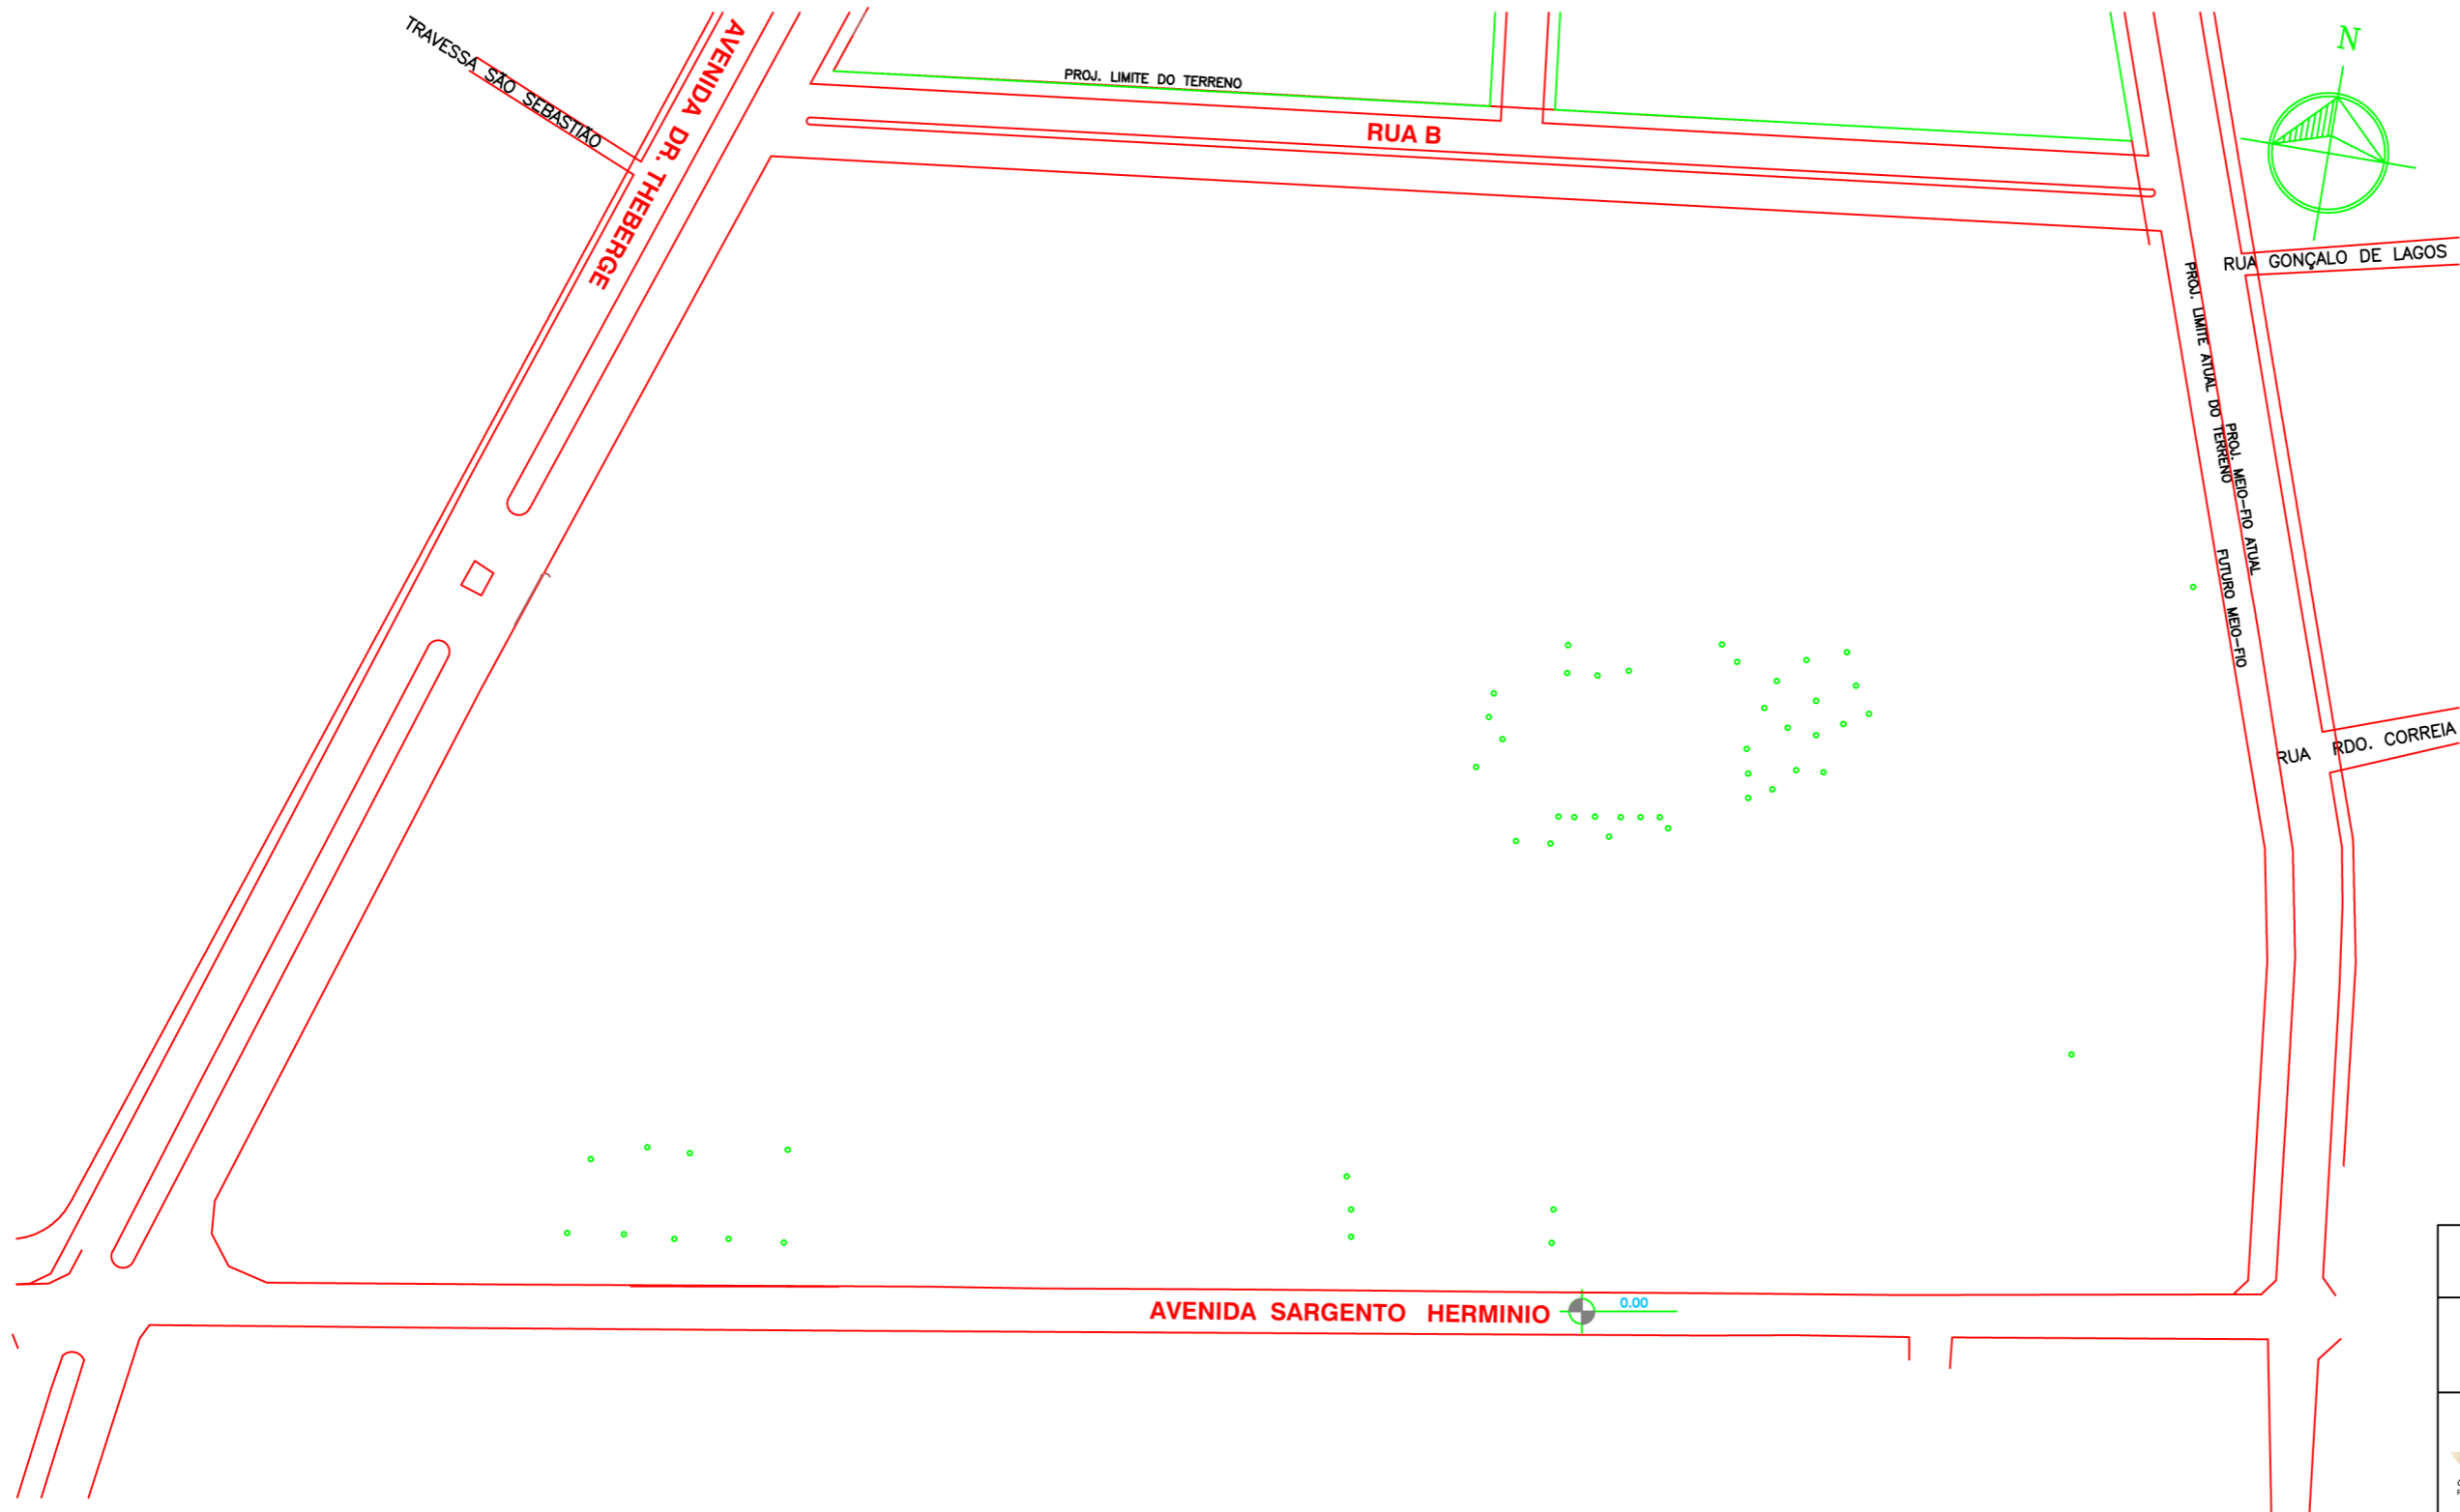 TRAVESSA SÃO SEBASTIÃO
AVENIDA DR. THEBERGE
PROJ. LIMITE DO TERRENO
RUA B
N
RUA GONÇALO DE LAGOS
PROJ. LIMITE ATUAL DO TERRENO
PROJ. MEIO-FIO ATUAL
FUTURO MEIO-FIO
RUA RDO. CORREIA
AVENIDA SARGENTO HERMINIO
0.00